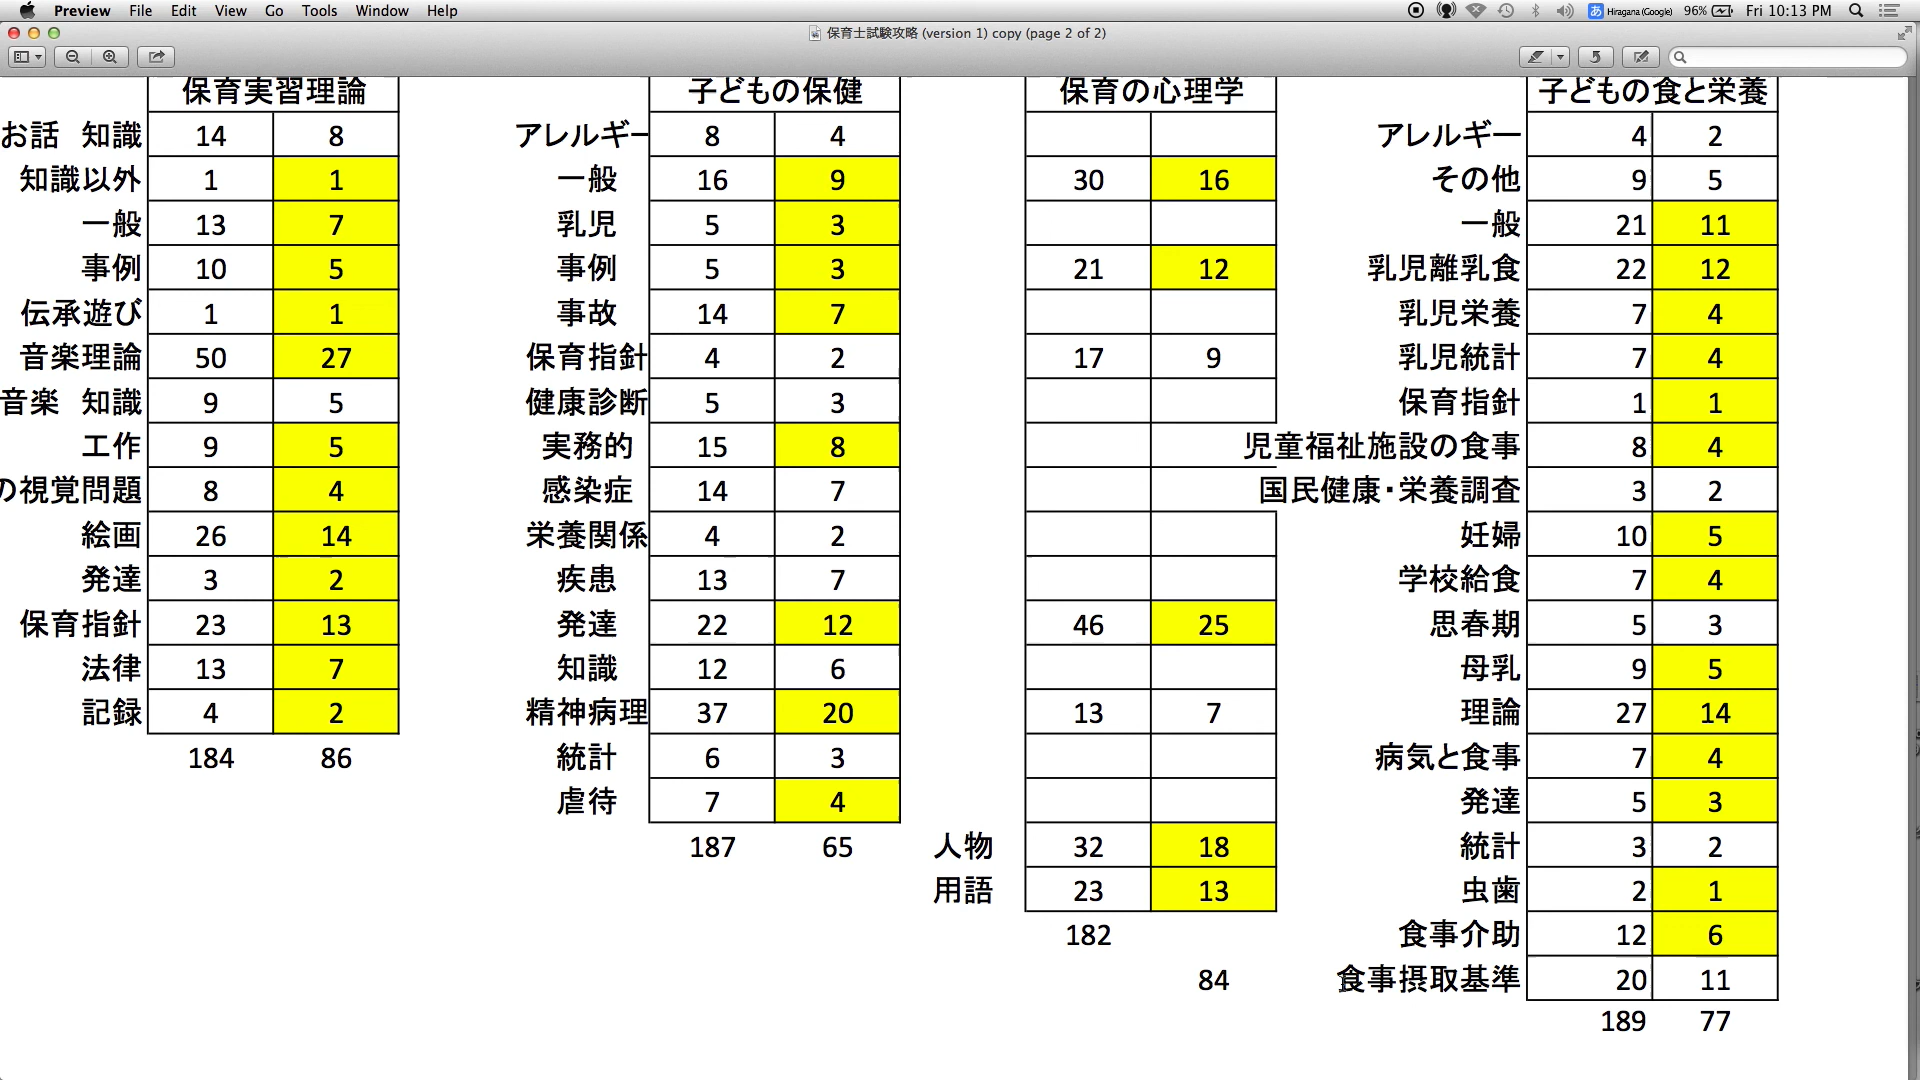 Preview File Edit View Go Tools Window Help あ Hiragana (Google) 96% Fri 10:13 PM
保育士試験攻略 (version 1) copy (page 2 of 2)
保育実習理論 子どもの保健 保育の心理学 子どもの食と栄養
お話 知識 14 8 アレルギー 8 4 アレルギー 4 2
知識以外 1 1 一般 16 9 30 16 その他 9 5
一般 13 7 乳児 5 3 一般 21 11
事例 10 5 事例 5 3 21 12 乳児離乳食 22 12
伝承遊び 1 1 事故 14 7 乳児栄養 7 4
音楽理論 50 27 保育指針 4 2 17 9 乳児統計 7 4
音楽 知識 9 5 健康診断 5 3 保育指針 1 1
工作 9 5 実務的 15 8 児童福祉施設の食事 8 4
の視覚問題 8 4 感染症 14 7 国民健康・栄養調査 3 2
絵画 26 14 栄養関係 4 2 妊婦 10 5
発達 3 2 疾患 13 7 学校給食 7 4
保育指針 23 13 発達 22 12 46 25 思春期 5 3
法律 13 7 知識 12 6 母乳 9 5
記録 4 2 精神病理 37 20 13 7 理論 27 14
184 86 統計 6 3 病気と食事 7 4
虐待 7 4 発達 5 3
187 65 人物 32 18 統計 3 2
用語 23 13 虫歯 2 1
182 食事介助 12 6
84 食事摂取基準 20 11
189 77